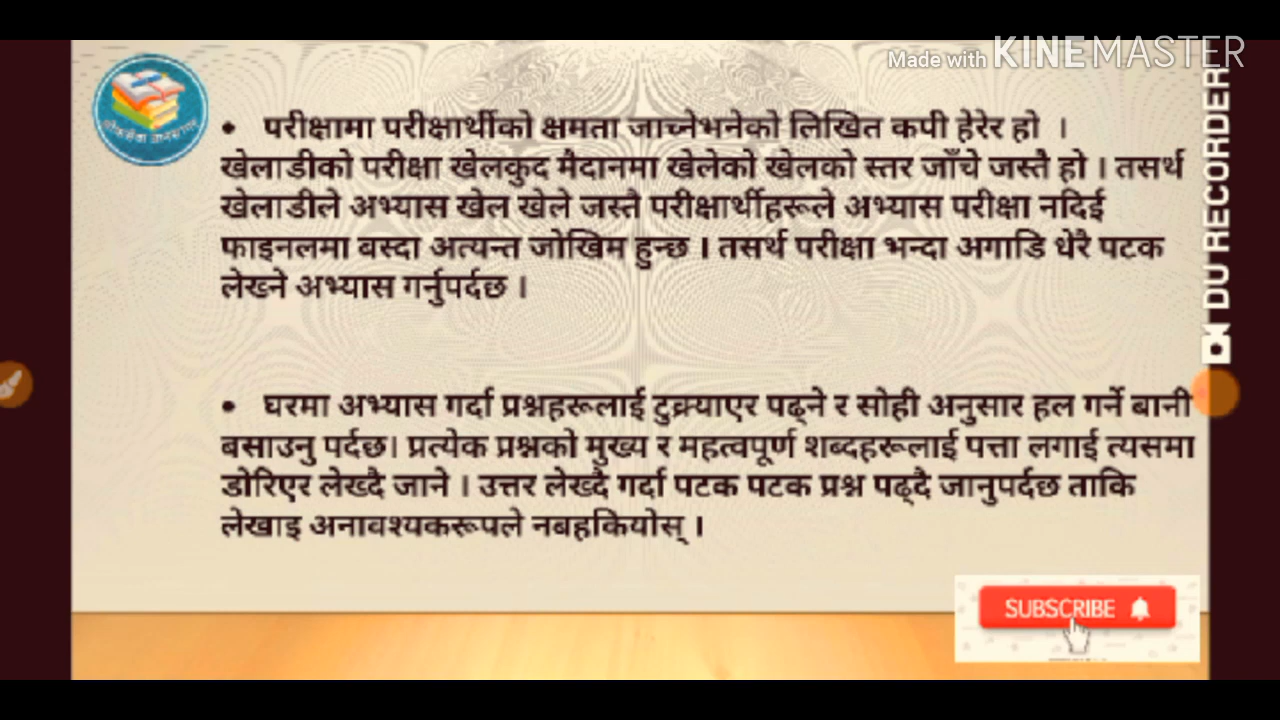 Made with KINEMASTER
DU RECORDER
• परीक्षामा परीक्षार्थीको क्षमता जाच्नेभनेको लिखित कपी हेरेर हो ।
खेलाडीको परीक्षा खेलकुद मैदानमा खेलेको खेलको स्तर जाँचे जस्तै हो । तसर्थ
खेलाडीले अभ्यास खेल खेले जस्तै परीक्षार्थीहरूले अभ्यास परीक्षा नदिई
फाइनलमा बस्दा अत्यन्त जोखिम हुन्छ । तसर्थ परीक्षा भन्दा अगाडि धेरै पटक
लेख्ने अभ्यास गर्नुपर्दछ ।
• घरमा अभ्यास गर्दा प्रश्नहरूलाई टुक्र्याएर पढ्ने र सोही अनुसार हल गर्ने बानी
बसाउनु पर्दछ। प्रत्येक प्रश्नको मुख्य र महत्वपूर्ण शब्दहरूलाई पत्ता लगाई त्यसमा
डोरिएर लेख्दै जाने । उत्तर लेख्दै गर्दा पटक पटक प्रश्न पढ्दै जानुपर्दछ ताकि
लेखाइ अनावश्यकरूपले नबहकियोस् ।
SUBSCRIBE